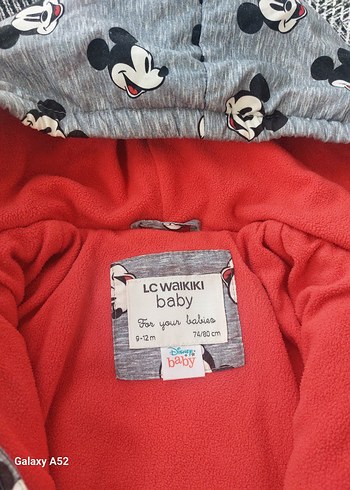 LC WAIKIKI
baby
For your babies
9-12 m 74/80 cm
Disney
baby
Galaxy A52